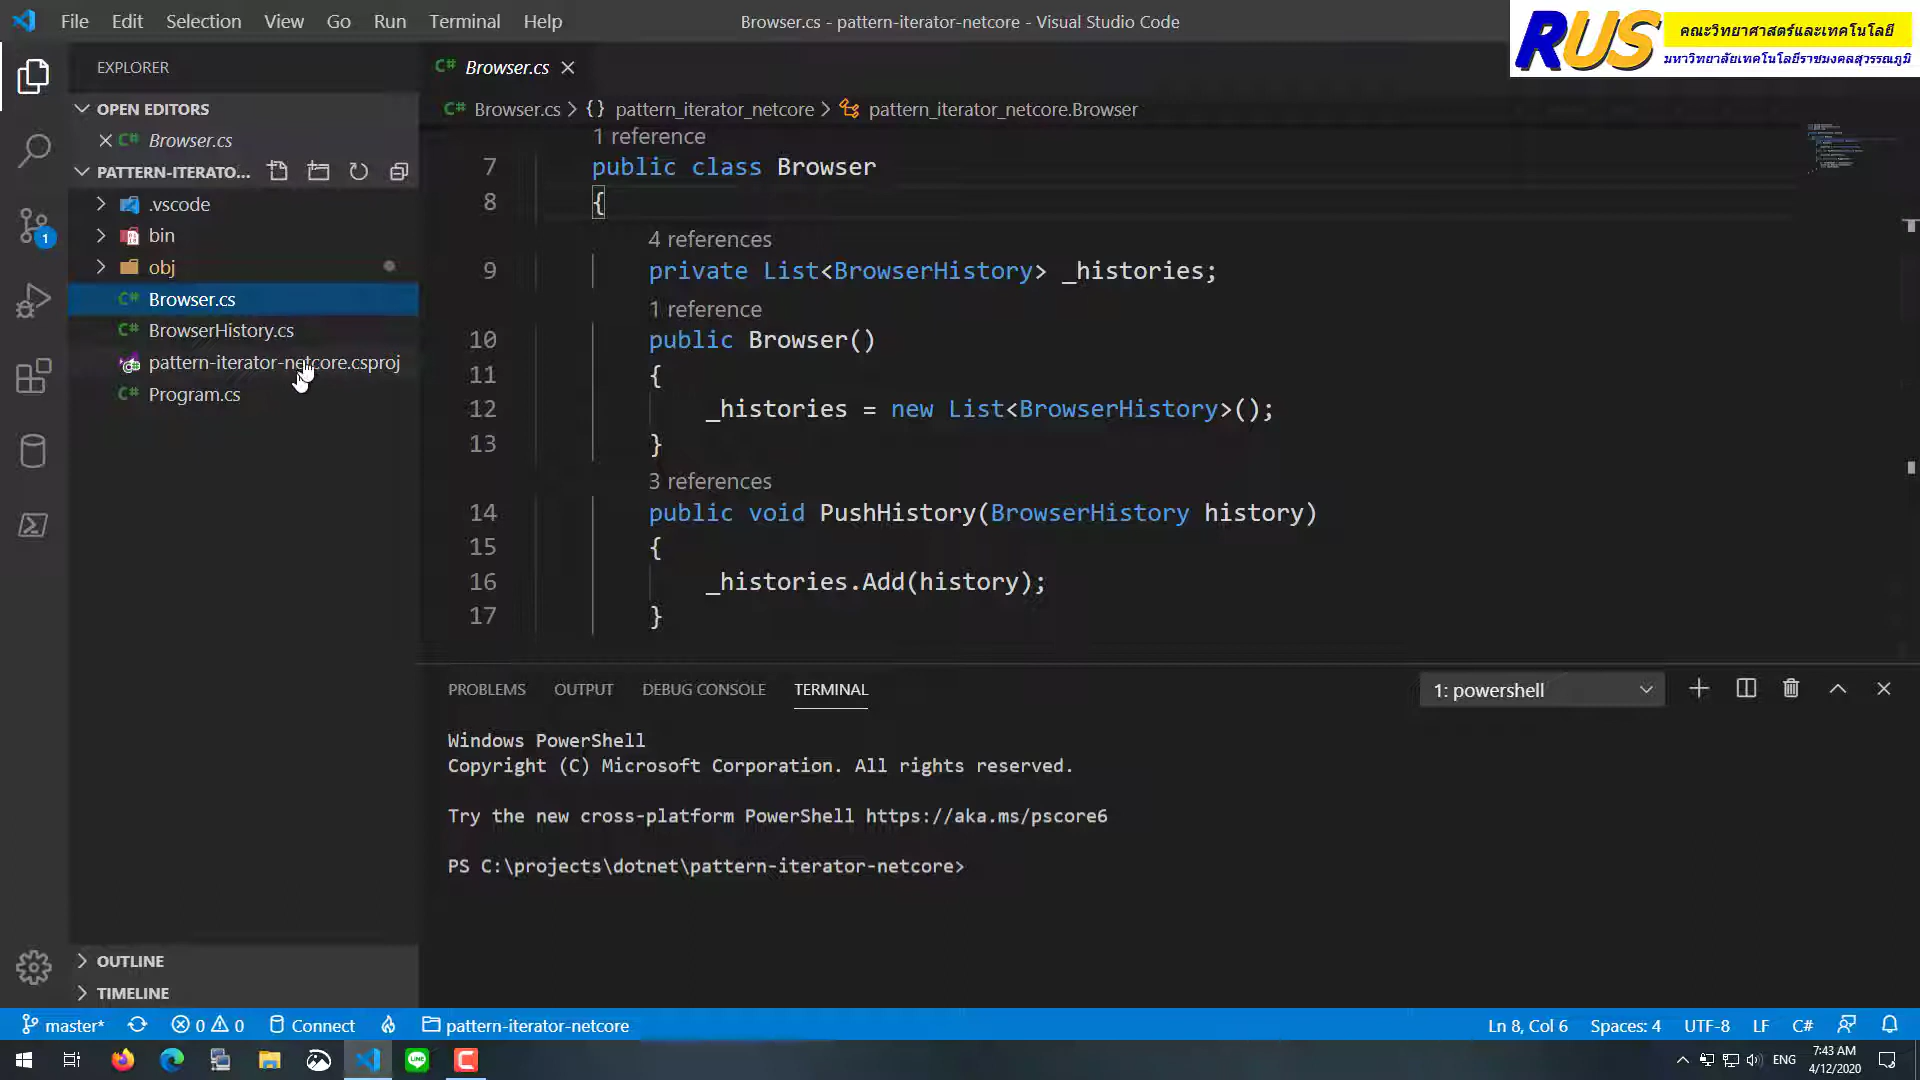 File Edit Selection View Go Run Terminal Help
Browser.cs - pattern-iterator-netcore - Visual Studio Code
RUS
คณะวิทยาศาสตร์และเทคโนโลยี
มหาวิทยาลัยเทคโนโลยีราชมงคลสุวรรณภูมิ
EXPLORER
OPEN EDITORS
C# Browser.cs
PATTERN-ITERATO...
.vscode
bin
obj
C# Browser.cs
C# BrowserHistory.cs
pattern-iterator-netcore.csproj
C# Program.cs
OUTLINE
TIMELINE
1
C# Browser.cs
C# Browser.cs > {} pattern_iterator_netcore > pattern_iterator_netcore.Browser
1 reference
7 public class Browser
8 {
4 references
9 private List<BrowserHistory> _histories;
1 reference
10 public Browser()
11 {
12 _histories = new List<BrowserHistory>();
13 }
3 references
14 public void PushHistory(BrowserHistory history)
15 {
16 _histories.Add(history);
17 }
PROBLEMS OUTPUT DEBUG CONSOLE TERMINAL
1: powershell
Windows PowerShell
Copyright (C) Microsoft Corporation. All rights reserved.
Try the new cross-platform PowerShell https://aka.ms/pscore6
PS C:\projects\dotnet\pattern-iterator-netcore>
master* 0 0 Connect pattern-iterator-netcore
Ln 8, Col 6 Spaces: 4 UTF-8 LF C#
LINE
C
ENG
7:43 AM
4/12/2020